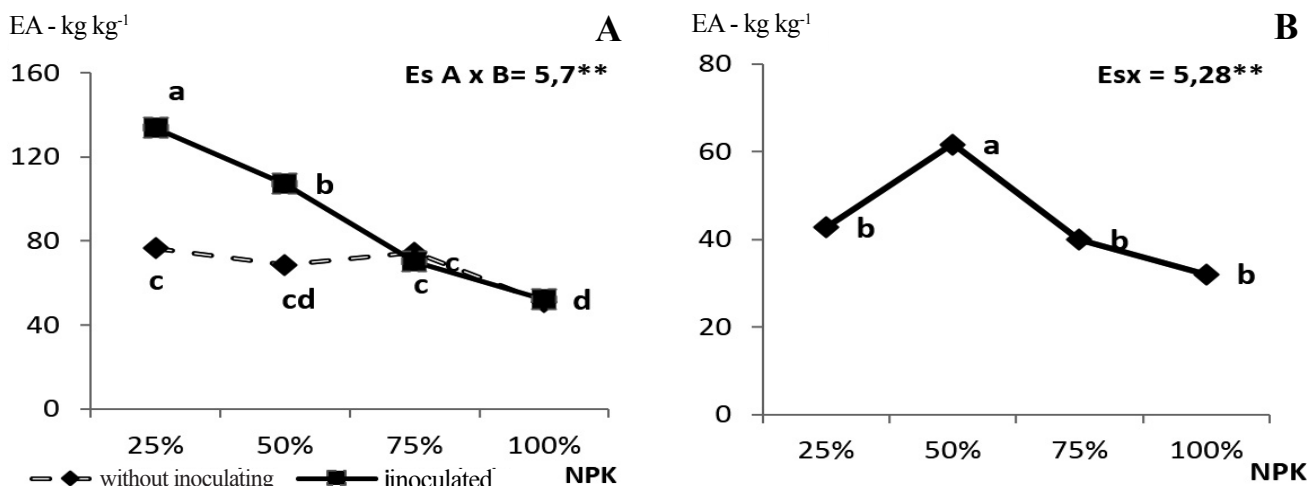 EA - kg kg-1
A
160
Es A x B= 5,7**
a
120
b
80
c
c
cd
c
40
d
0
25% 50% 75% 100%
without inoculating
inoculated
NPK
EA - kg kg-1
B
80
Esx = 5,28**
60
a
40
b
b
20
b
0
25% 50% 75% 100%
NPK